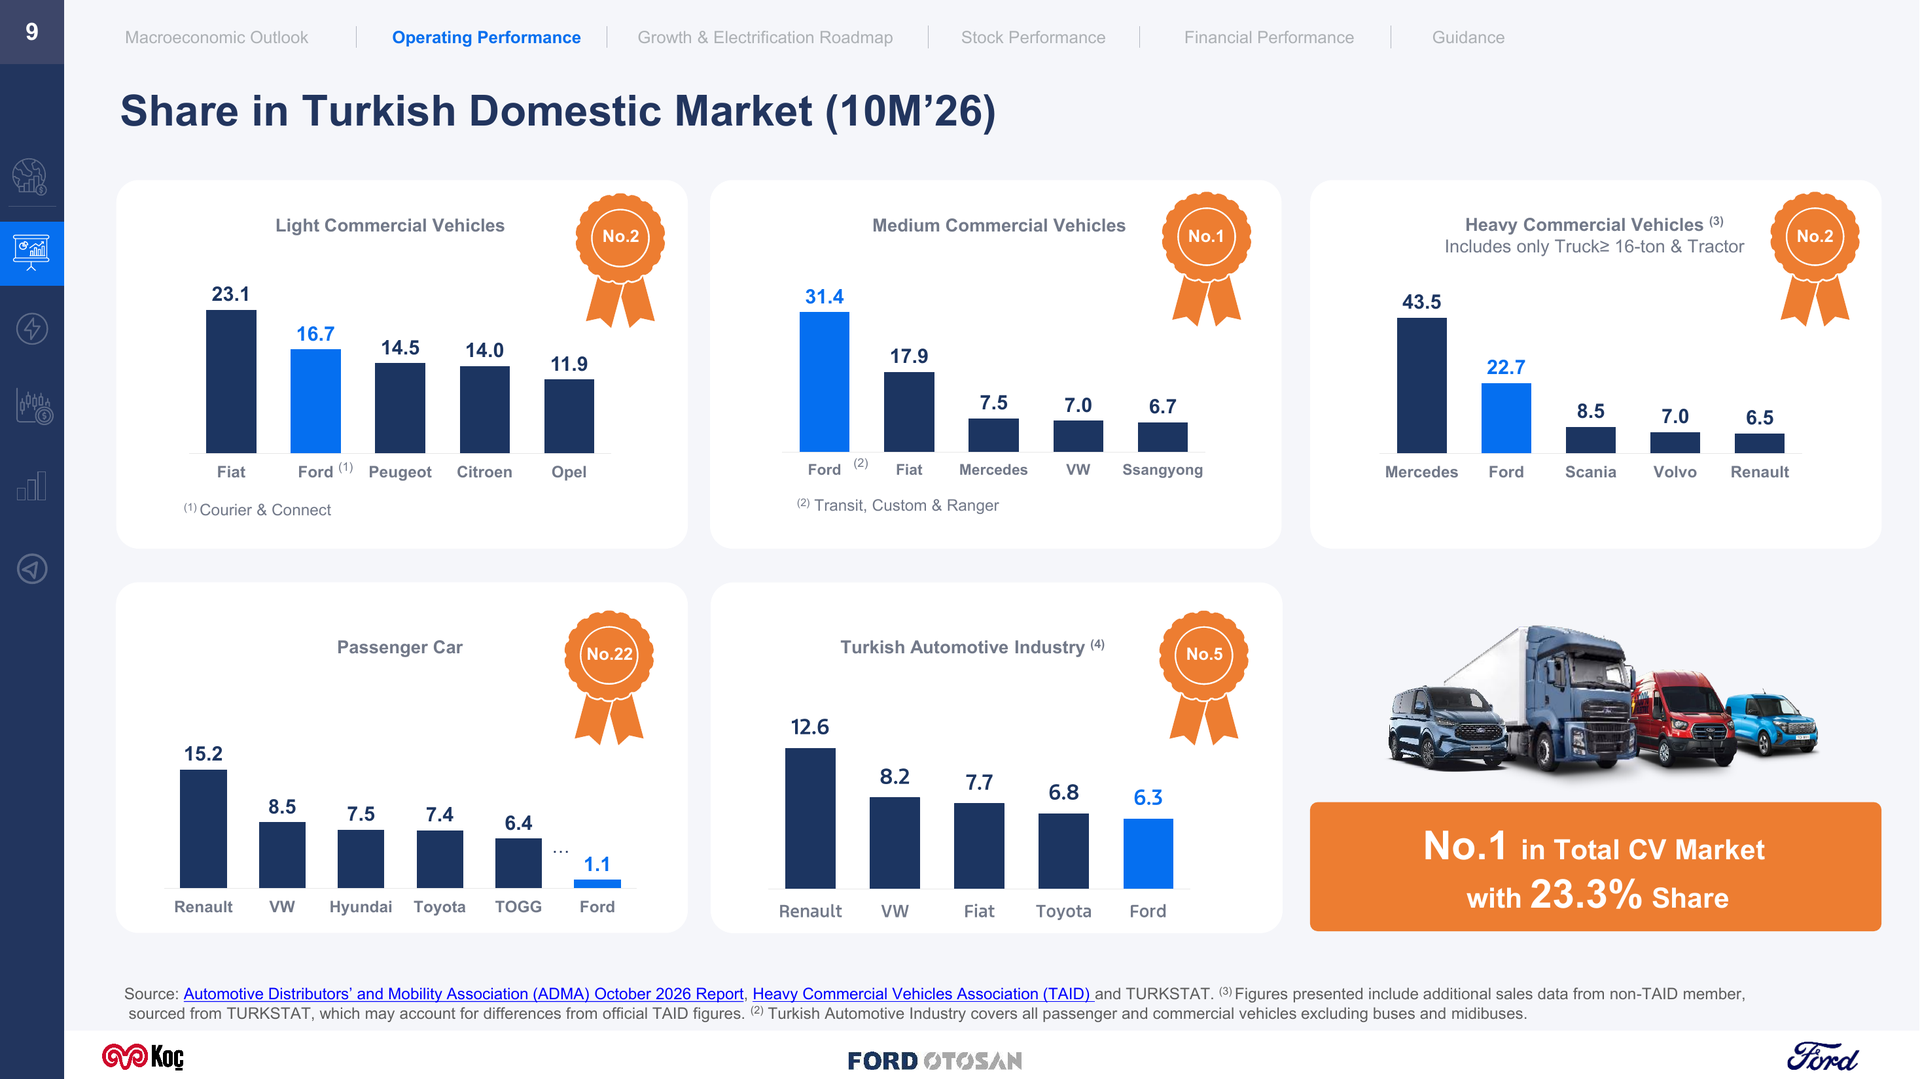 9
Macroeconomic Outlook
Operating Performance
Growth & Electrification Roadmap
Stock Performance
Financial Performance
Guidance
Share in Turkish Domestic Market (10M’26)
Light Commercial Vehicles
No.2
23.1
16.7
14.5
14.0
11.9
Fiat
Ford (1)
Peugeot
Citroen
Opel
(1) Courier & Connect
Medium Commercial Vehicles
No.1
31.4
17.9
7.5
7.0
6.7
Ford (2)
Fiat
Mercedes
VW
Ssangyong
(2) Transit, Custom & Ranger
Heavy Commercial Vehicles (3)
Includes only Truck≥ 16-ton & Tractor
No.2
43.5
22.7
8.5
7.0
6.5
Mercedes
Ford
Scania
Volvo
Renault
Passenger Car
No.22
15.2
8.5
7.5
7.4
6.4
...
1.1
Renault
VW
Hyundai
Toyota
TOGG
Ford
Turkish Automotive Industry (4)
No.5
12.6
8.2
7.7
6.8
6.3
Renault
VW
Fiat
Toyota
Ford
No.1 in Total CV Market
with 23.3% Share
Source: Automotive Distributors’ and Mobility Association (ADMA) October 2026 Report, Heavy Commercial Vehicles Association (TAID) and TURKSTAT. (3) Figures presented include additional sales data from non-TAID member,
sourced from TURKSTAT, which may account for differences from official TAID figures. (2) Turkish Automotive Industry covers all passenger and commercial vehicles excluding buses and midibuses.
Koç
FORD OTOSAN
Ford